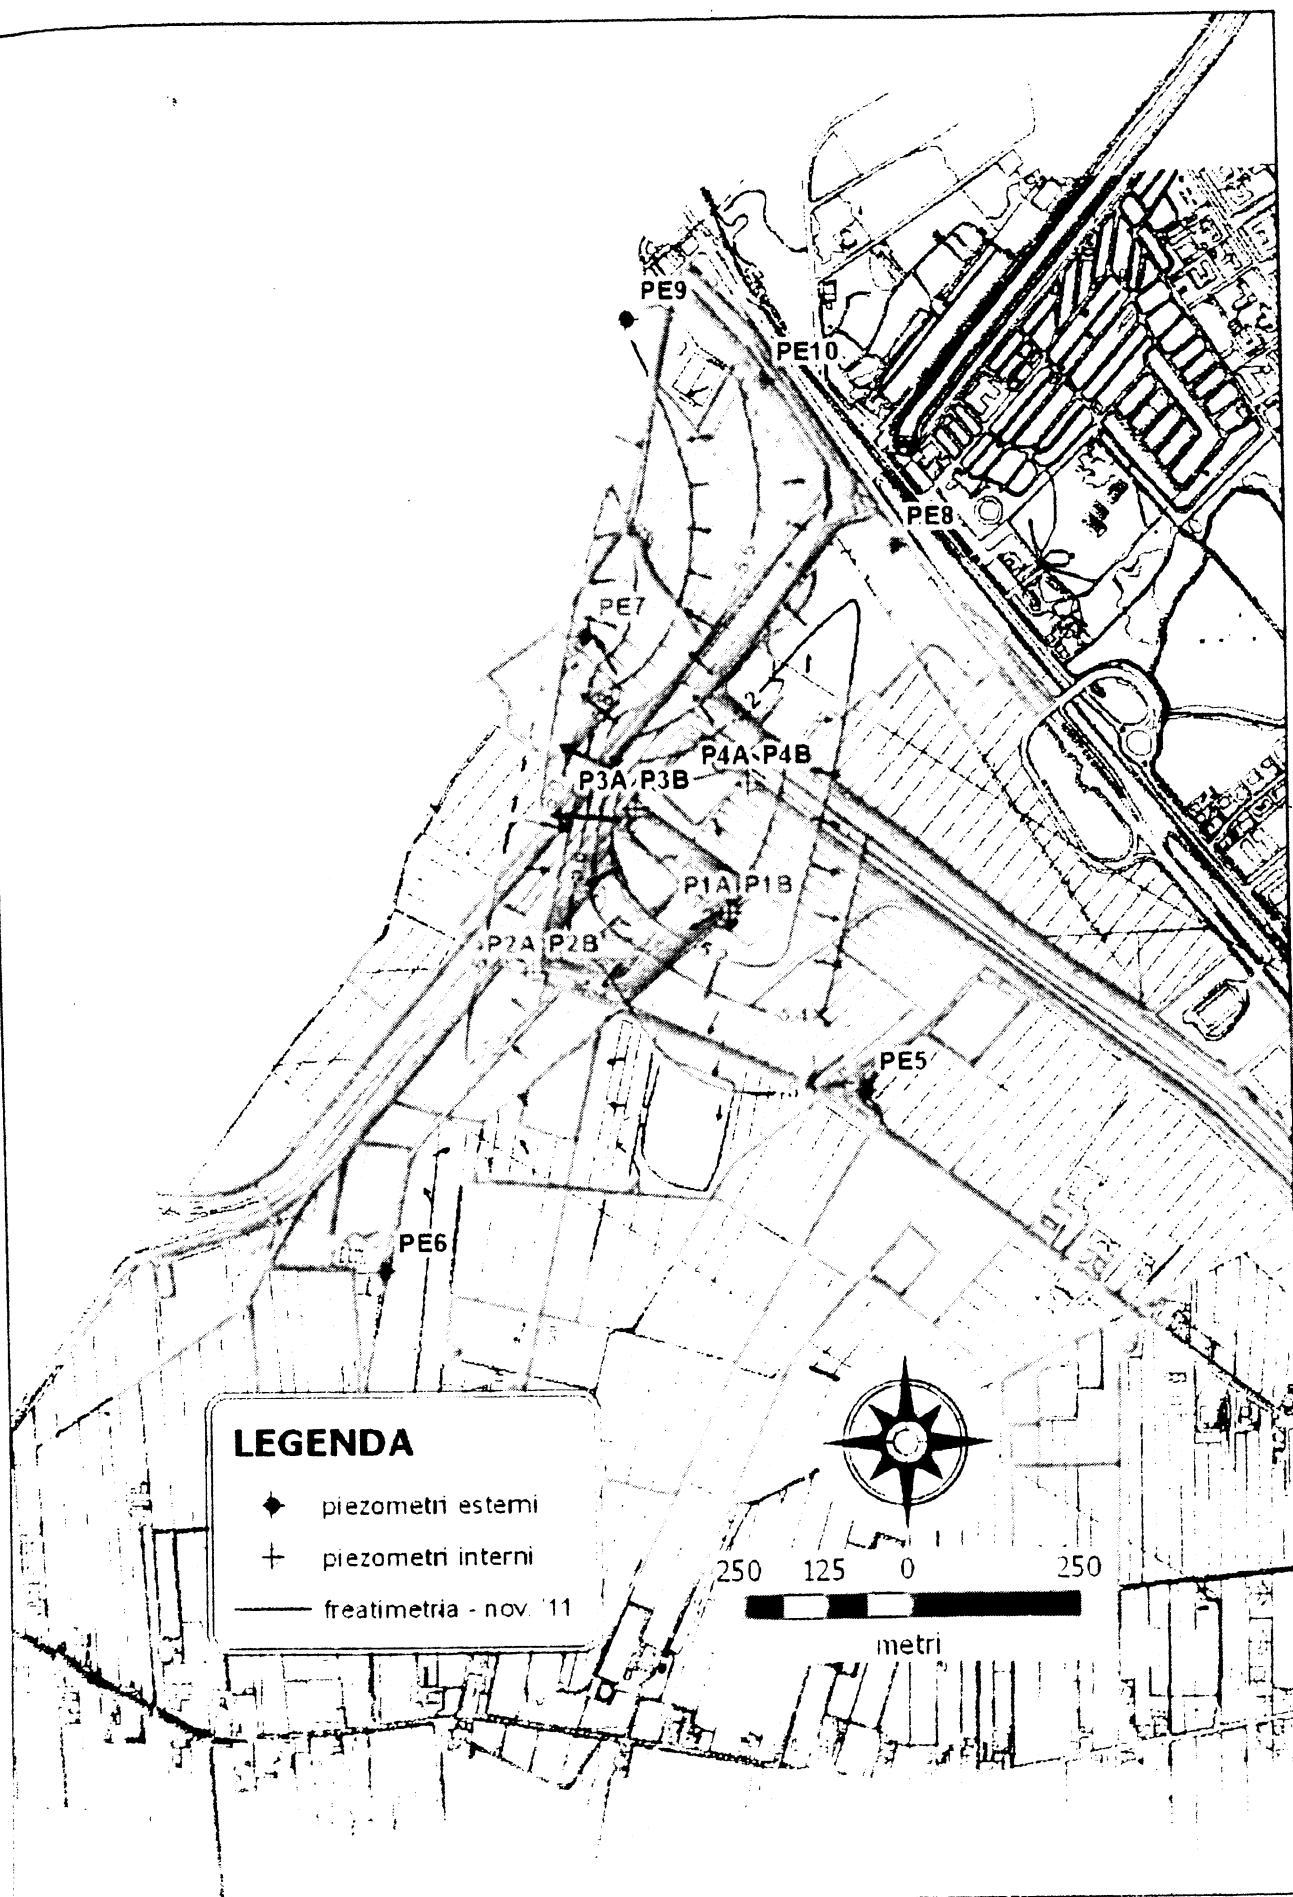 PE9
PE10
PE8
PE7
P4A P4B
P3A P3B
P1A P1B
P2A P2B
PE5
PE6
2
LEGENDA
piezometri esterni
piezometri interni
freatimetria - nov. '11
250 125 0 250
metri